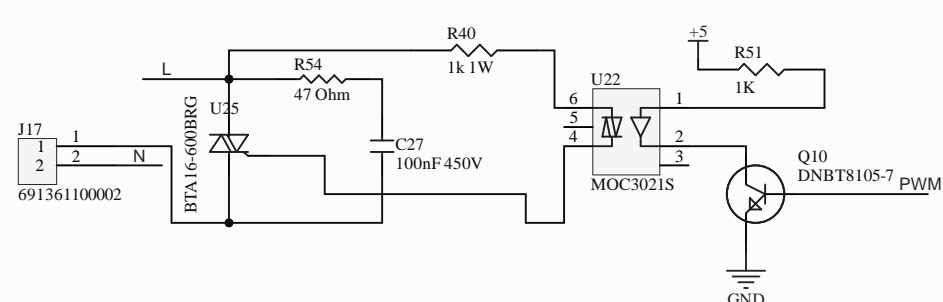 R40
1k 1W
+5
R51
1K
L
R54
47 Ohm
U22
U25
6
5
4
1
2
3
MOC3021S
BTA16-600BRG
C27
100nF 450V
J17
1
2
1
2
N
691361100002
Q10
DNBT8105-7
PWM
GND